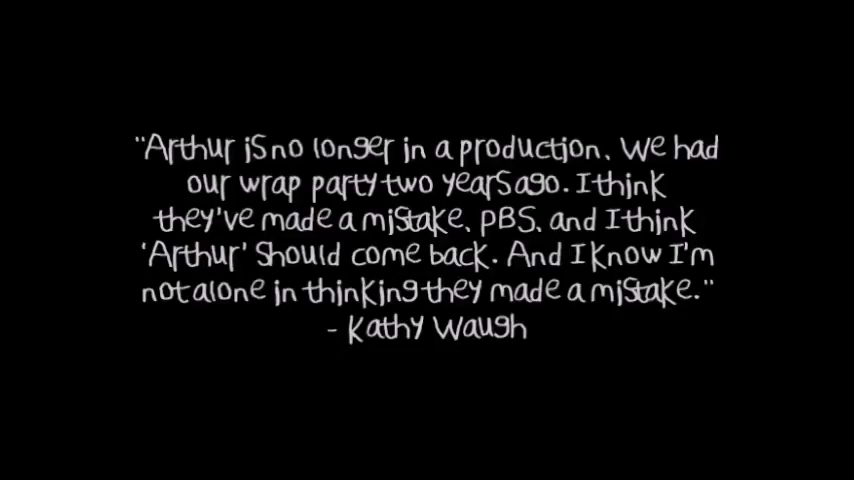 "Arthur is no longer in a production. We had
our wrap party two years ago. I think
they've made a mistake, PBS, and I think
'Arthur' should come back. And I know I'm
not alone in thinking they made a mistake."
- Kathy Waugh